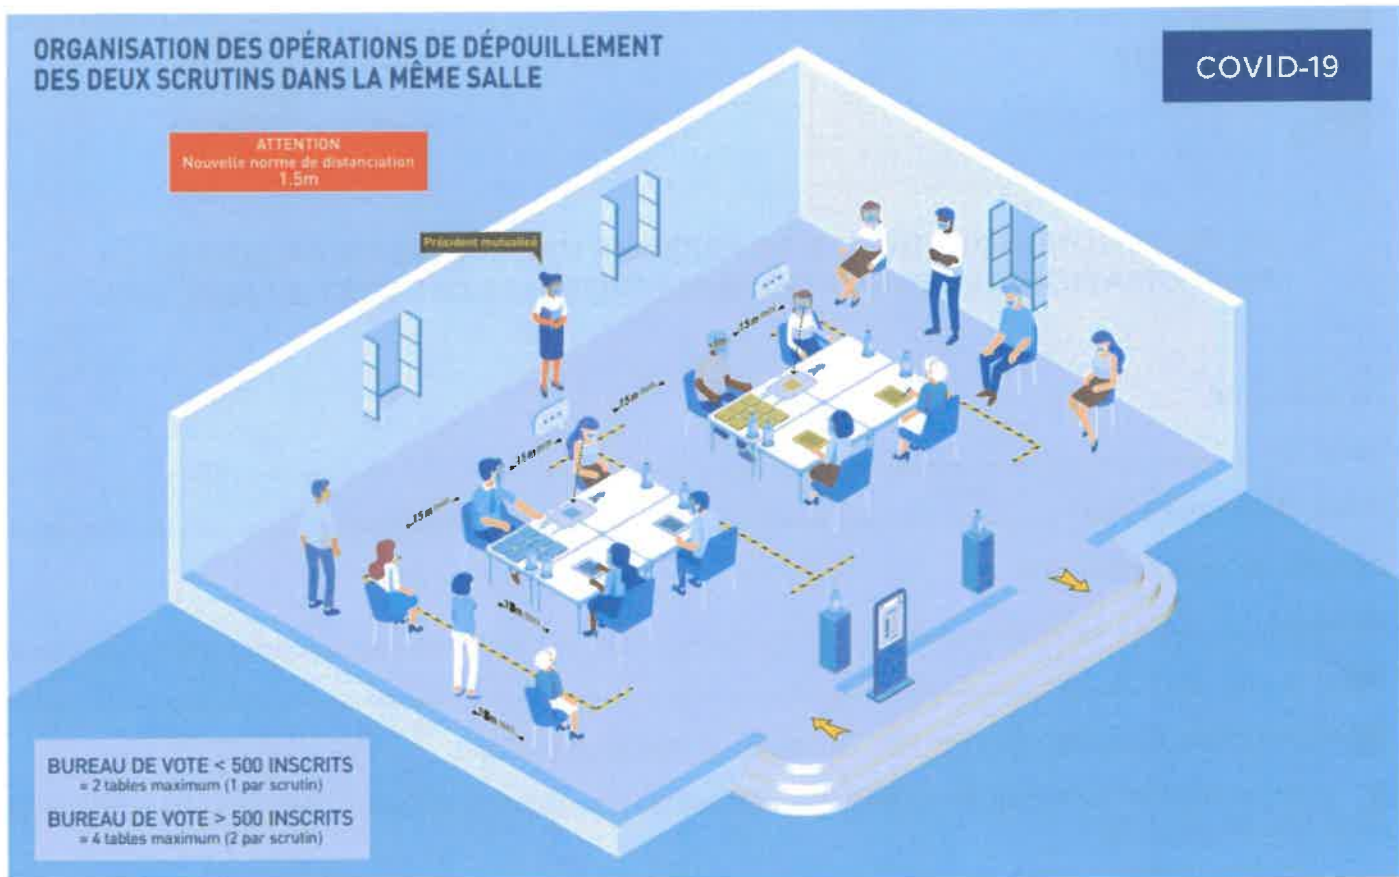 ORGANISATION DES OPÉRATIONS DE DÉPOUILLEMENT
DES DEUX SCRUTINS DANS LA MÊME SALLE
COVID-19
ATTENTION
Nouvelle norme de distanciation
1.5m
Président mutualisé
BUREAU DE VOTE < 500 INSCRITS
= 2 tables maximum (1 par scrutin)
BUREAU DE VOTE > 500 INSCRITS
= 4 tables maximum (2 par scrutin)